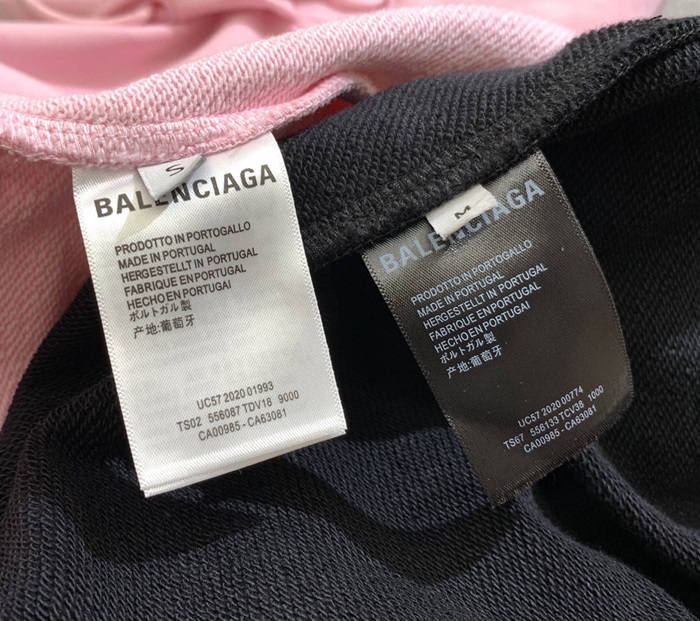 S
BALENCIAGA
PRODOTTO IN PORTOGALLO
MADE IN PORTUGAL
HERGESTELLT IN PORTUGAL
FABRIQUE EN PORTUGAL
HECHO EN PORTUGAI
ポルトガル製
产地:葡萄牙
UC57 2020 01993
TS02 556087 TDV18 9000
CA00985 - CA63081
M
BALENCIAGA
PRODOTTO IN PORTOGALLO
MADE IN PORTUGAL
HERGESTELLT IN PORTUGAL
FABRIQUE EN PORTUGAL
HECHO EN PORTUGAL
ポルトガル製
产地:葡萄牙
UC57 2020 00774
TS67 556133 TCV38 1000
CA00985 - CA63081